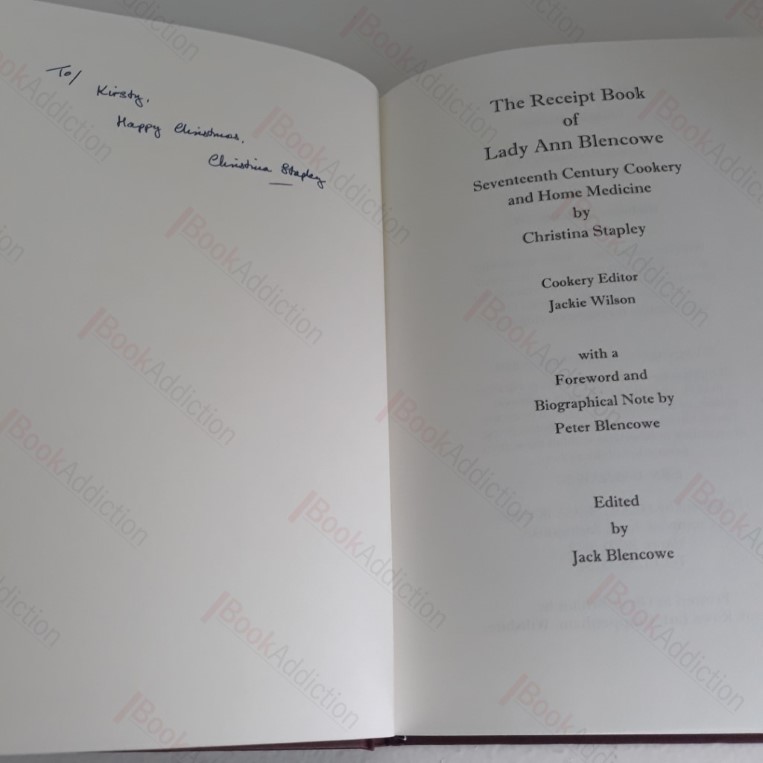 To/
Kirsty,
Happy Christmas,
Christina Stapley
The Receipt Book
of
Lady Ann Blencowe
Seventeenth Century Cookery
and Home Medicine
by
Christina Stapley
Cookery Editor
Jackie Wilson
with a
Foreword and
Biographical Note by
Peter Blencowe
Edited
by
Jack Blencowe
BookAddiction